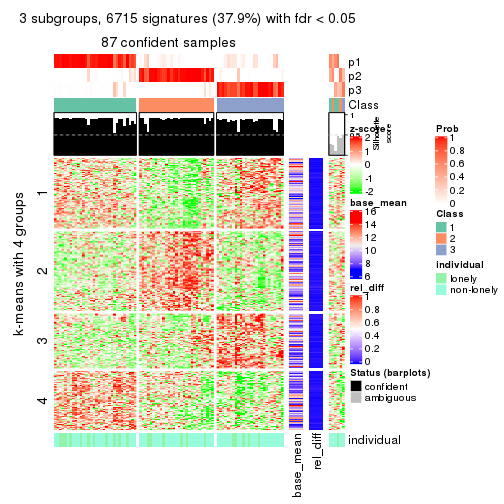 3 subgroups, 6715 signatures (37.9%) with fdr < 0.05
87 confident samples
p1
p2
p3
Class
1
0.5
Silhouette score
z-score
2
1
0
-1
-2
base_mean
16
14
12
10
8
6
rel_diff
1
0.8
0.6
0.4
0.2
0
Status (barplots)
confident
ambiguous
Prob
1
0.8
0.6
0.4
0.2
0
Class
1
2
3
individual
lonely
non-lonely
k-means with 4 groups
1
2
3
4
individual
base_mean
rel_diff